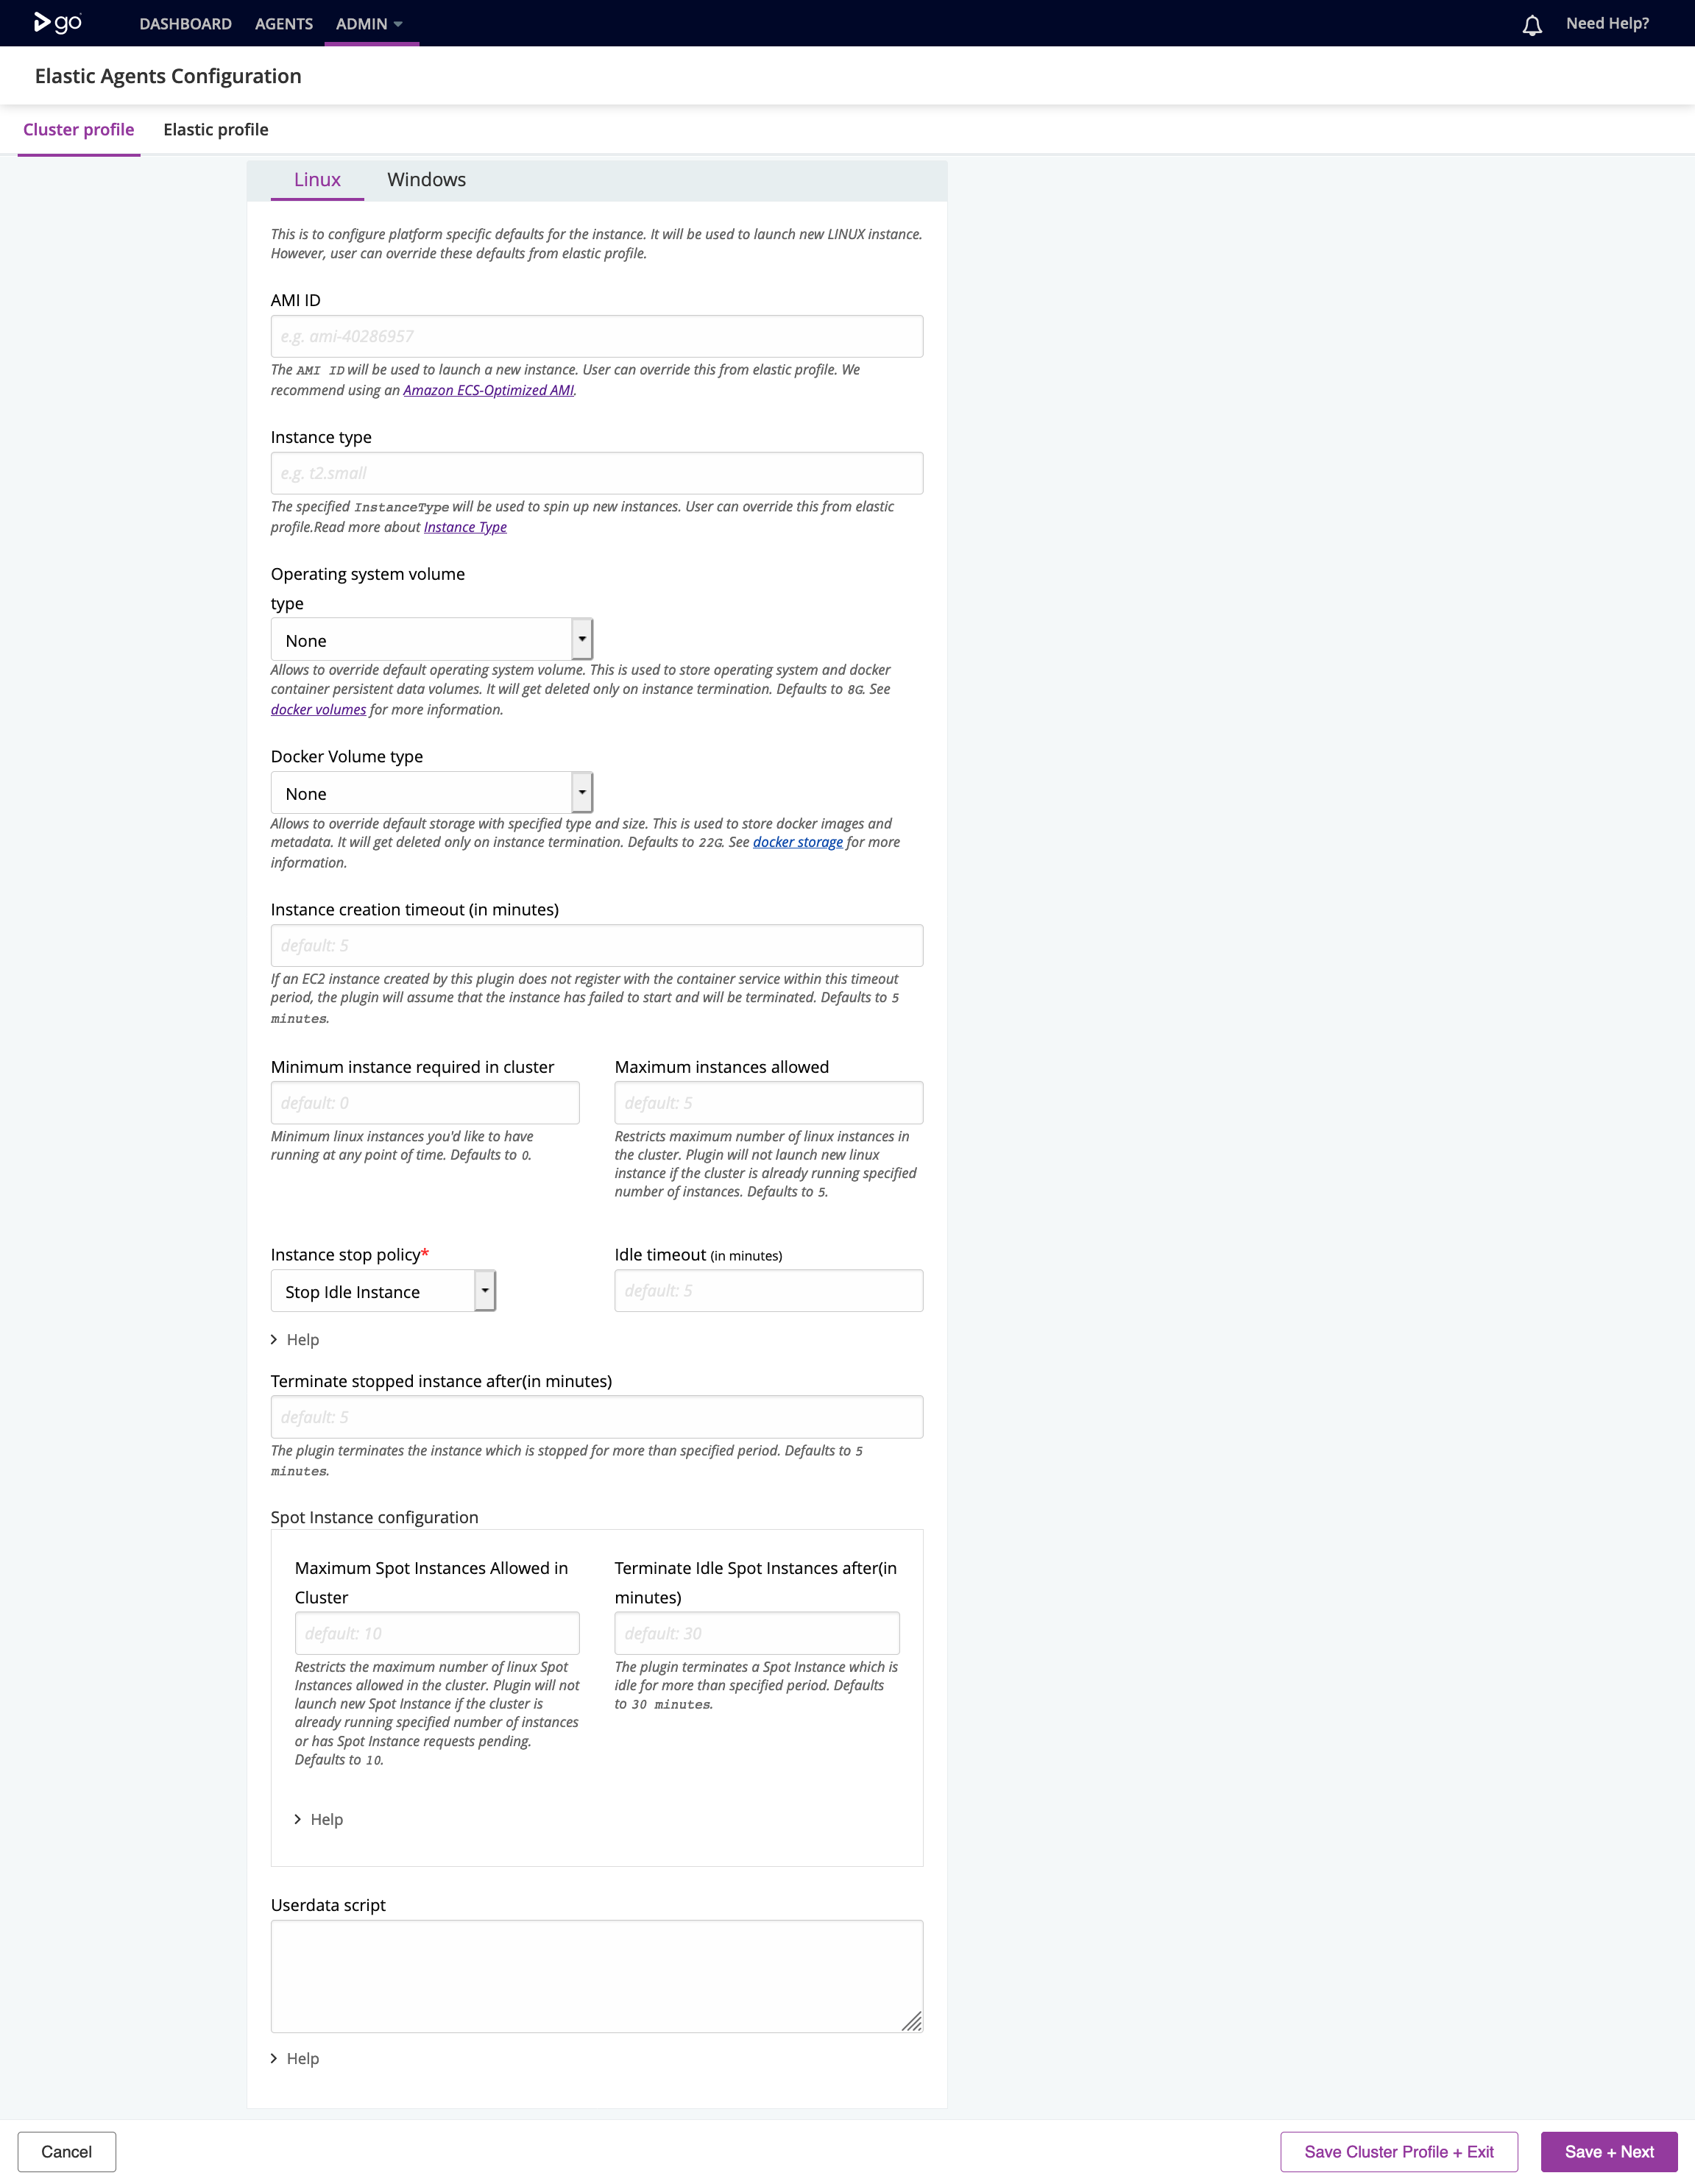 go DASHBOARD AGENTS ADMIN Need Help?
Elastic Agents Configuration
Cluster profile Elastic profile
Linux Windows
This is to configure platform specific defaults for the instance. It will be used to launch new LINUX instance.
However, user can override these defaults from elastic profile.
AMI ID
e.g. ami-40286957
The AMI ID will be used to launch a new instance. User can override this from elastic profile. We
recommend using an Amazon ECS-Optimized AMI.
Instance type
e.g. t2.small
The specified InstanceType will be used to spin up new instances. User can override this from elastic
profile.Read more about Instance Type
Operating system volume
type
None
Allows to override default operating system volume. This is used to store operating system and docker
container persistent data volumes. It will get deleted only on instance termination. Defaults to 8G. See
docker volumes for more information.
Docker Volume type
None
Allows to override default storage with specified type and size. This is used to store docker images and
metadata. It will get deleted only on instance termination. Defaults to 22G. See docker storage for more
information.
Instance creation timeout (in minutes)
default: 5
If an EC2 instance created by this plugin does not register with the container service within this timeout
period, the plugin will assume that the instance has failed to start and will be terminated. Defaults to 5
minutes.
Minimum instance required in cluster
default: 0
Minimum linux instances you'd like to have
running at any point of time. Defaults to 0.
Maximum instances allowed
default: 5
Restricts maximum number of linux instances in
the cluster. Plugin will not launch new linux
instance if the cluster is already running specified
number of instances. Defaults to 5.
Instance stop policy*
Stop Idle Instance
Idle timeout (in minutes)
default: 5
Help
Terminate stopped instance after(in minutes)
default: 5
The plugin terminates the instance which is stopped for more than specified period. Defaults to 5
minutes.
Spot Instance configuration
Maximum Spot Instances Allowed in
Cluster
default: 10
Restricts the maximum number of linux Spot
Instances allowed in the cluster. Plugin will not
launch new Spot Instance if the cluster is
already running specified number of instances
or has Spot Instance requests pending.
Defaults to 10.
Terminate Idle Spot Instances after(in
minutes)
default: 30
The plugin terminates a Spot Instance which is
idle for more than specified period. Defaults
to 30 minutes.
Help
Userdata script
Help
Cancel Save Cluster Profile + Exit Save + Next